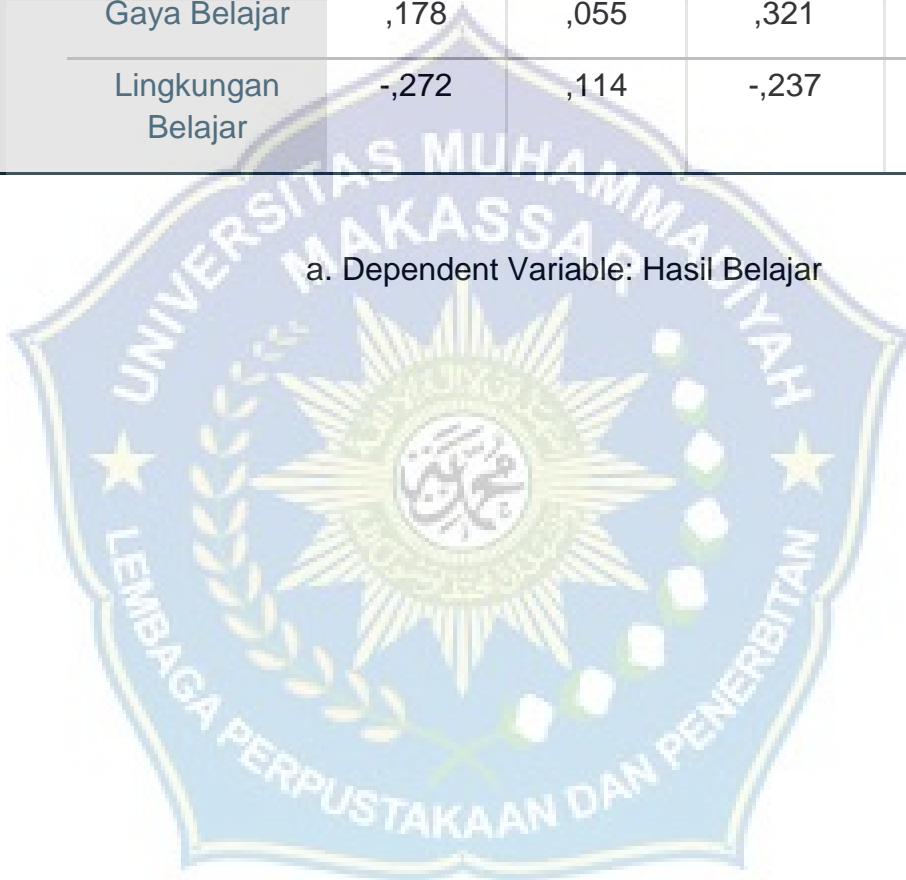 Gaya Belajar ,178 ,055 ,321
Lingkungan -,272 ,114 -,237
Belajar
UNIVERSITAS MUHAMMADIYAH
MAKASSAR
a. Dependent Variable: Hasil Belajar
LEMBAGA PERPUSTAKAAN DAN PENERBITAN